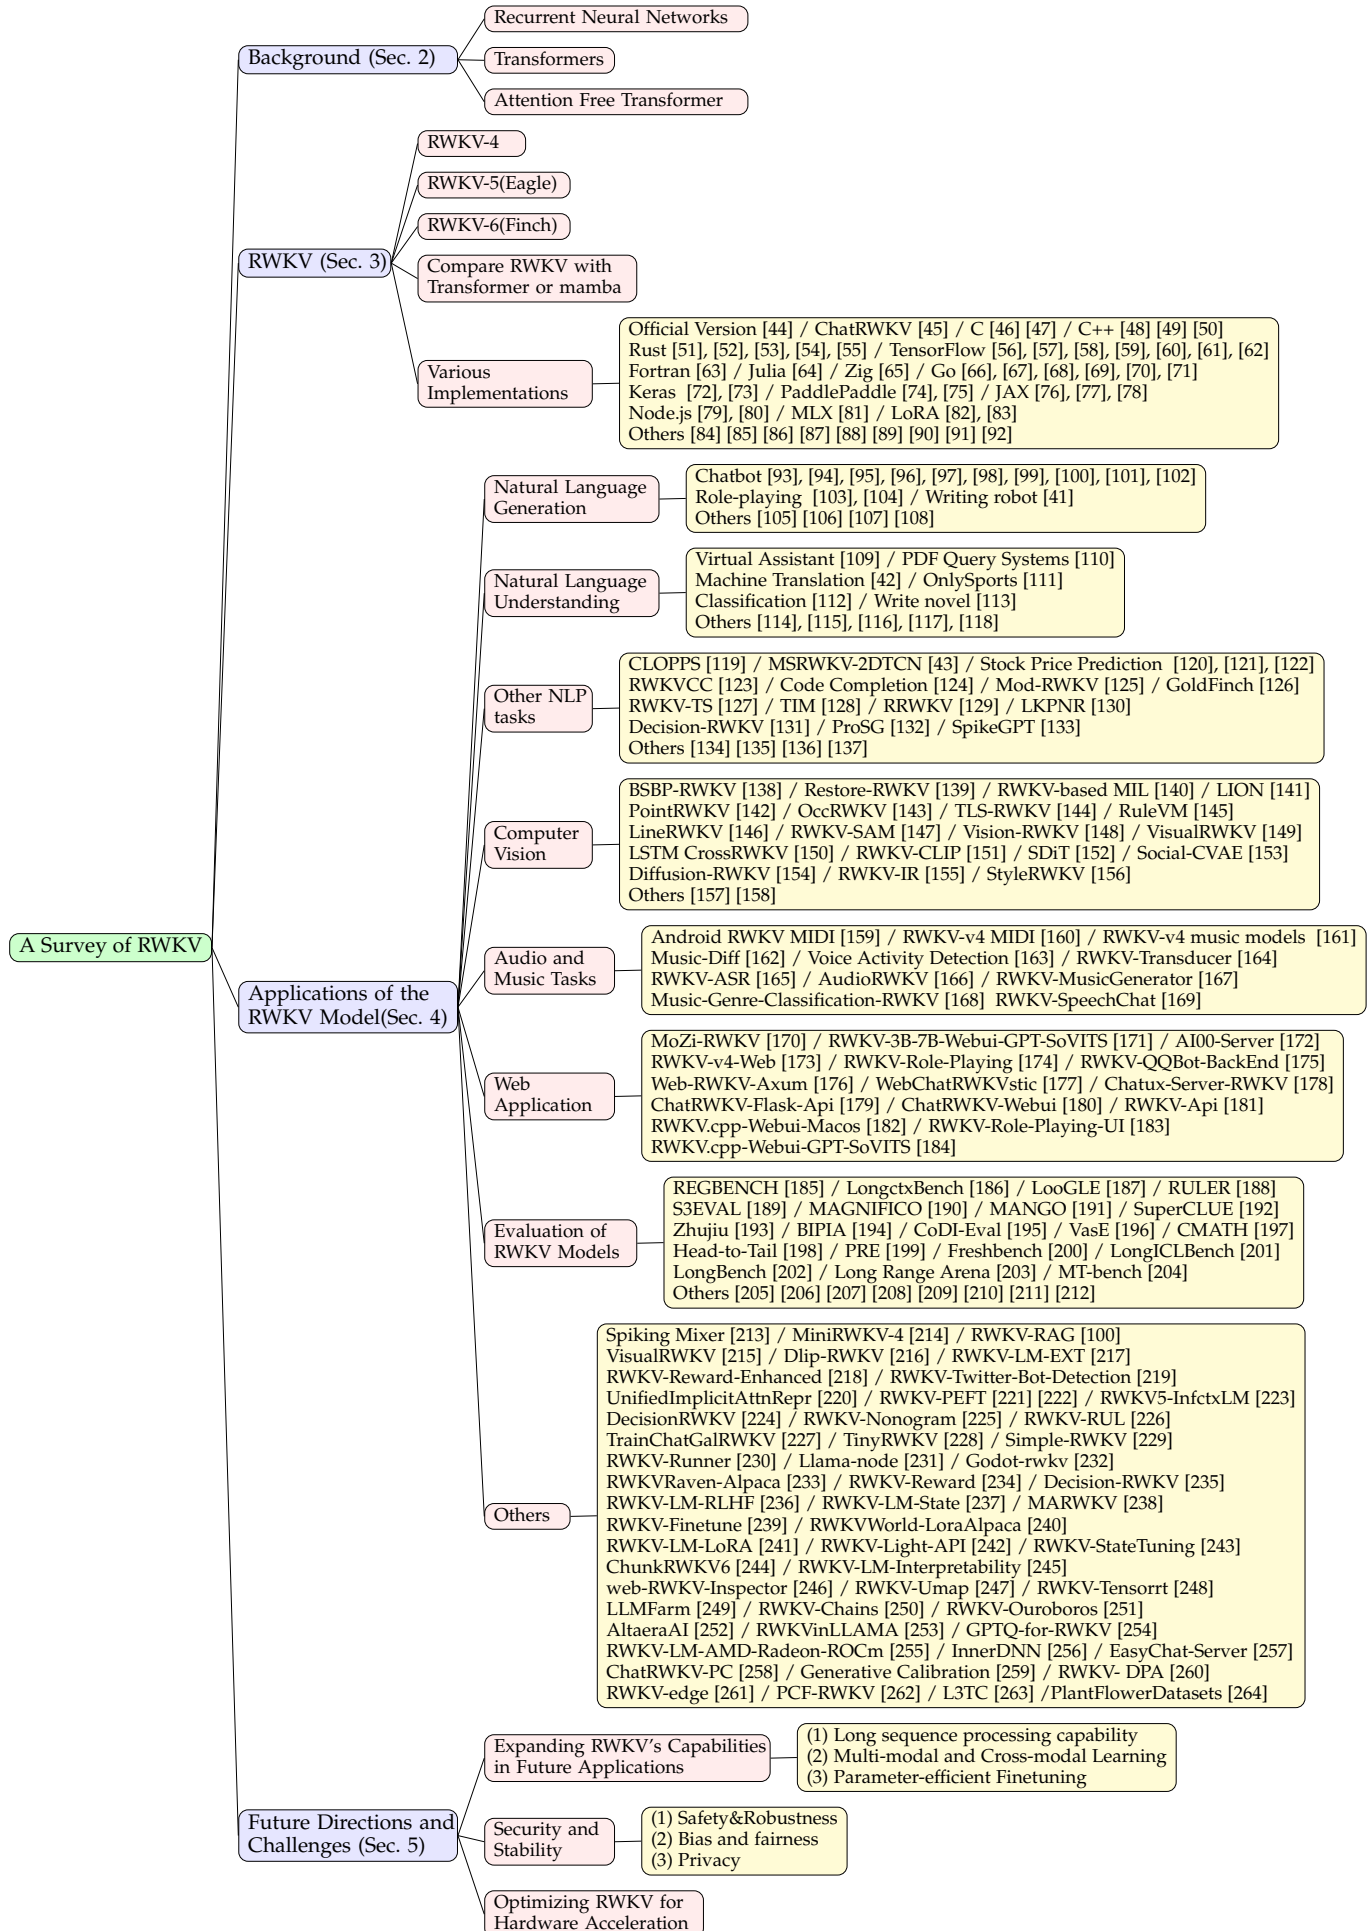 A Survey of RWKV
Background (Sec. 2)
Recurrent Neural Networks
Transformers
Attention Free Transformer
RWKV (Sec. 3)
RWKV-4
RWKV-5(Eagle)
RWKV-6(Finch)
Compare RWKV with
Transformer or mamba
Various
Implementations
Official Version [44] / ChatRWKV [45] / C [46] [47] / C++ [48] [49] [50]
Rust [51], [52], [53], [54], [55] / TensorFlow [56], [57], [58], [59], [60], [61], [62]
Fortran [63] / Julia [64] / Zig [65] / Go [66], [67], [68], [69], [70], [71]
Keras [72], [73] / PaddlePaddle [74], [75] / JAX [76], [77], [78]
Node.js [79], [80] / MLX [81] / LoRA [82], [83]
Others [84] [85] [86] [87] [88] [89] [90] [91] [92]
Applications of the
RWKV Model(Sec. 4)
Natural Language
Generation
Chatbot [93], [94], [95], [96], [97], [98], [99], [100], [101], [102]
Role-playing [103], [104] / Writing robot [41]
Others [105] [106] [107] [108]
Natural Language
Understanding
Virtual Assistant [109] / PDF Query Systems [110]
Machine Translation [42] / OnlySports [111]
Classification [112] / Write novel [113]
Others [114], [115], [116], [117], [118]
Other NLP
tasks
CLOPPS [119] / MSRWKV-2DTCN [43] / Stock Price Prediction [120], [121], [122]
RWKVCC [123] / Code Completion [124] / Mod-RWKV [125] / GoldFinch [126]
RWKV-TS [127] / TIM [128] / RRWKV [129] / LKPNR [130]
Decision-RWKV [131] / ProSG [132] / SpikeGPT [133]
Others [134] [135] [136] [137]
Computer
Vision
BSBP-RWKV [138] / Restore-RWKV [139] / RWKV-based MIL [140] / LION [141]
PointRWKV [142] / OccRWKV [143] / TLS-RWKV [144] / RuleVM [145]
LineRWKV [146] / RWKV-SAM [147] / Vision-RWKV [148] / VisualRWKV [149]
LSTM CrossRWKV [150] / RWKV-CLIP [151] / SDiT [152] / Social-CVAE [153]
Diffusion-RWKV [154] / RWKV-IR [155] / StyleRWKV [156]
Others [157] [158]
Audio and
Music Tasks
Android RWKV MIDI [159] / RWKV-v4 MIDI [160] / RWKV-v4 music models [161]
Music-Diff [162] / Voice Activity Detection [163] / RWKV-Transducer [164]
RWKV-ASR [165] / AudioRWKV [166] / RWKV-MusicGenerator [167]
Music-Genre-Classification-RWKV [168] RWKV-SpeechChat [169]
Web
Application
MoZi-RWKV [170] / RWKV-3B-7B-Webui-GPT-SoVITS [171] / AI00-Server [172]
RWKV-v4-Web [173] / RWKV-Role-Playing [174] / RWKV-QQBot-BackEnd [175]
Web-RWKV-Axum [176] / WebChatRWKVstic [177] / Chatux-Server-RWKV [178]
ChatRWKV-Flask-Api [179] / ChatRWKV-Webui [180] / RWKV-Api [181]
RWKV.cpp-Webui-Macos [182] / RWKV-Role-Playing-UI [183]
RWKV.cpp-Webui-GPT-SoVITS [184]
Evaluation of
RWKV Models
REGBENCH [185] / LongctxBench [186] / LooGLE [187] / RULER [188]
S3EVAL [189] / MAGNIFICO [190] / MANGO [191] / SuperCLUE [192]
Zhujiu [193] / BIPIA [194] / CoDI-Eval [195] / VasE [196] / CMATH [197]
Head-to-Tail [198] / PRE [199] / Freshbench [200] / LongICLBench [201]
LongBench [202] / Long Range Arena [203] / MT-bench [204]
Others [205] [206] [207] [208] [209] [210] [211] [212]
Others
Spiking Mixer [213] / MiniRWKV-4 [214] / RWKV-RAG [100]
VisualRWKV [215] / Dlip-RWKV [216] / RWKV-LM-EXT [217]
RWKV-Reward-Enhanced [218] / RWKV-Twitter-Bot-Detection [219]
UnifiedImplicitAttnRepr [220] / RWKV-PEFT [221] [222] / RWKV5-InfctxLM [223]
DecisionRWKV [224] / RWKV-Nonogram [225] / RWKV-RUL [226]
TrainChatGalRWKV [227] / TinyRWKV [228] / Simple-RWKV [229]
RWKV-Runner [230] / Llama-node [231] / Godot-rwkv [232]
RWKVRaven-Alpaca [233] / RWKV-Reward [234] / Decision-RWKV [235]
RWKV-LM-RLHF [236] / RWKV-LM-State [237] / MARWKV [238]
RWKV-Finetune [239] / RWKVWorld-LoraAlpaca [240]
RWKV-LM-LoRA [241] / RWKV-Light-API [242] / RWKV-StateTuning [243]
ChunkRWKV6 [244] / RWKV-LM-Interpretability [245]
web-RWKV-Inspector [246] / RWKV-Umap [247] / RWKV-Tensorrt [248]
LLMFarm [249] / RWKV-Chains [250] / RWKV-Ouroboros [251]
AltaeraAI [252] / RWKVinLLAMA [253] / GPTQ-for-RWKV [254]
RWKV-LM-AMD-Radeon-ROCm [255] / InnerDNN [256] / EasyChat-Server [257]
ChatRWKV-PC [258] / Generative Calibration [259] / RWKV- DPA [260]
RWKV-edge [261] / PCF-RWKV [262] / L3TC [263] /PlantFlowerDatasets [264]
Future Directions and
Challenges (Sec. 5)
Expanding RWKV's Capabilities
in Future Applications
(1) Long sequence processing capability
(2) Multi-modal and Cross-modal Learning
(3) Parameter-efficient Finetuning
Security and
Stability
(1) Safety&Robustness
(2) Bias and fairness
(3) Privacy
Optimizing RWKV for
Hardware Acceleration